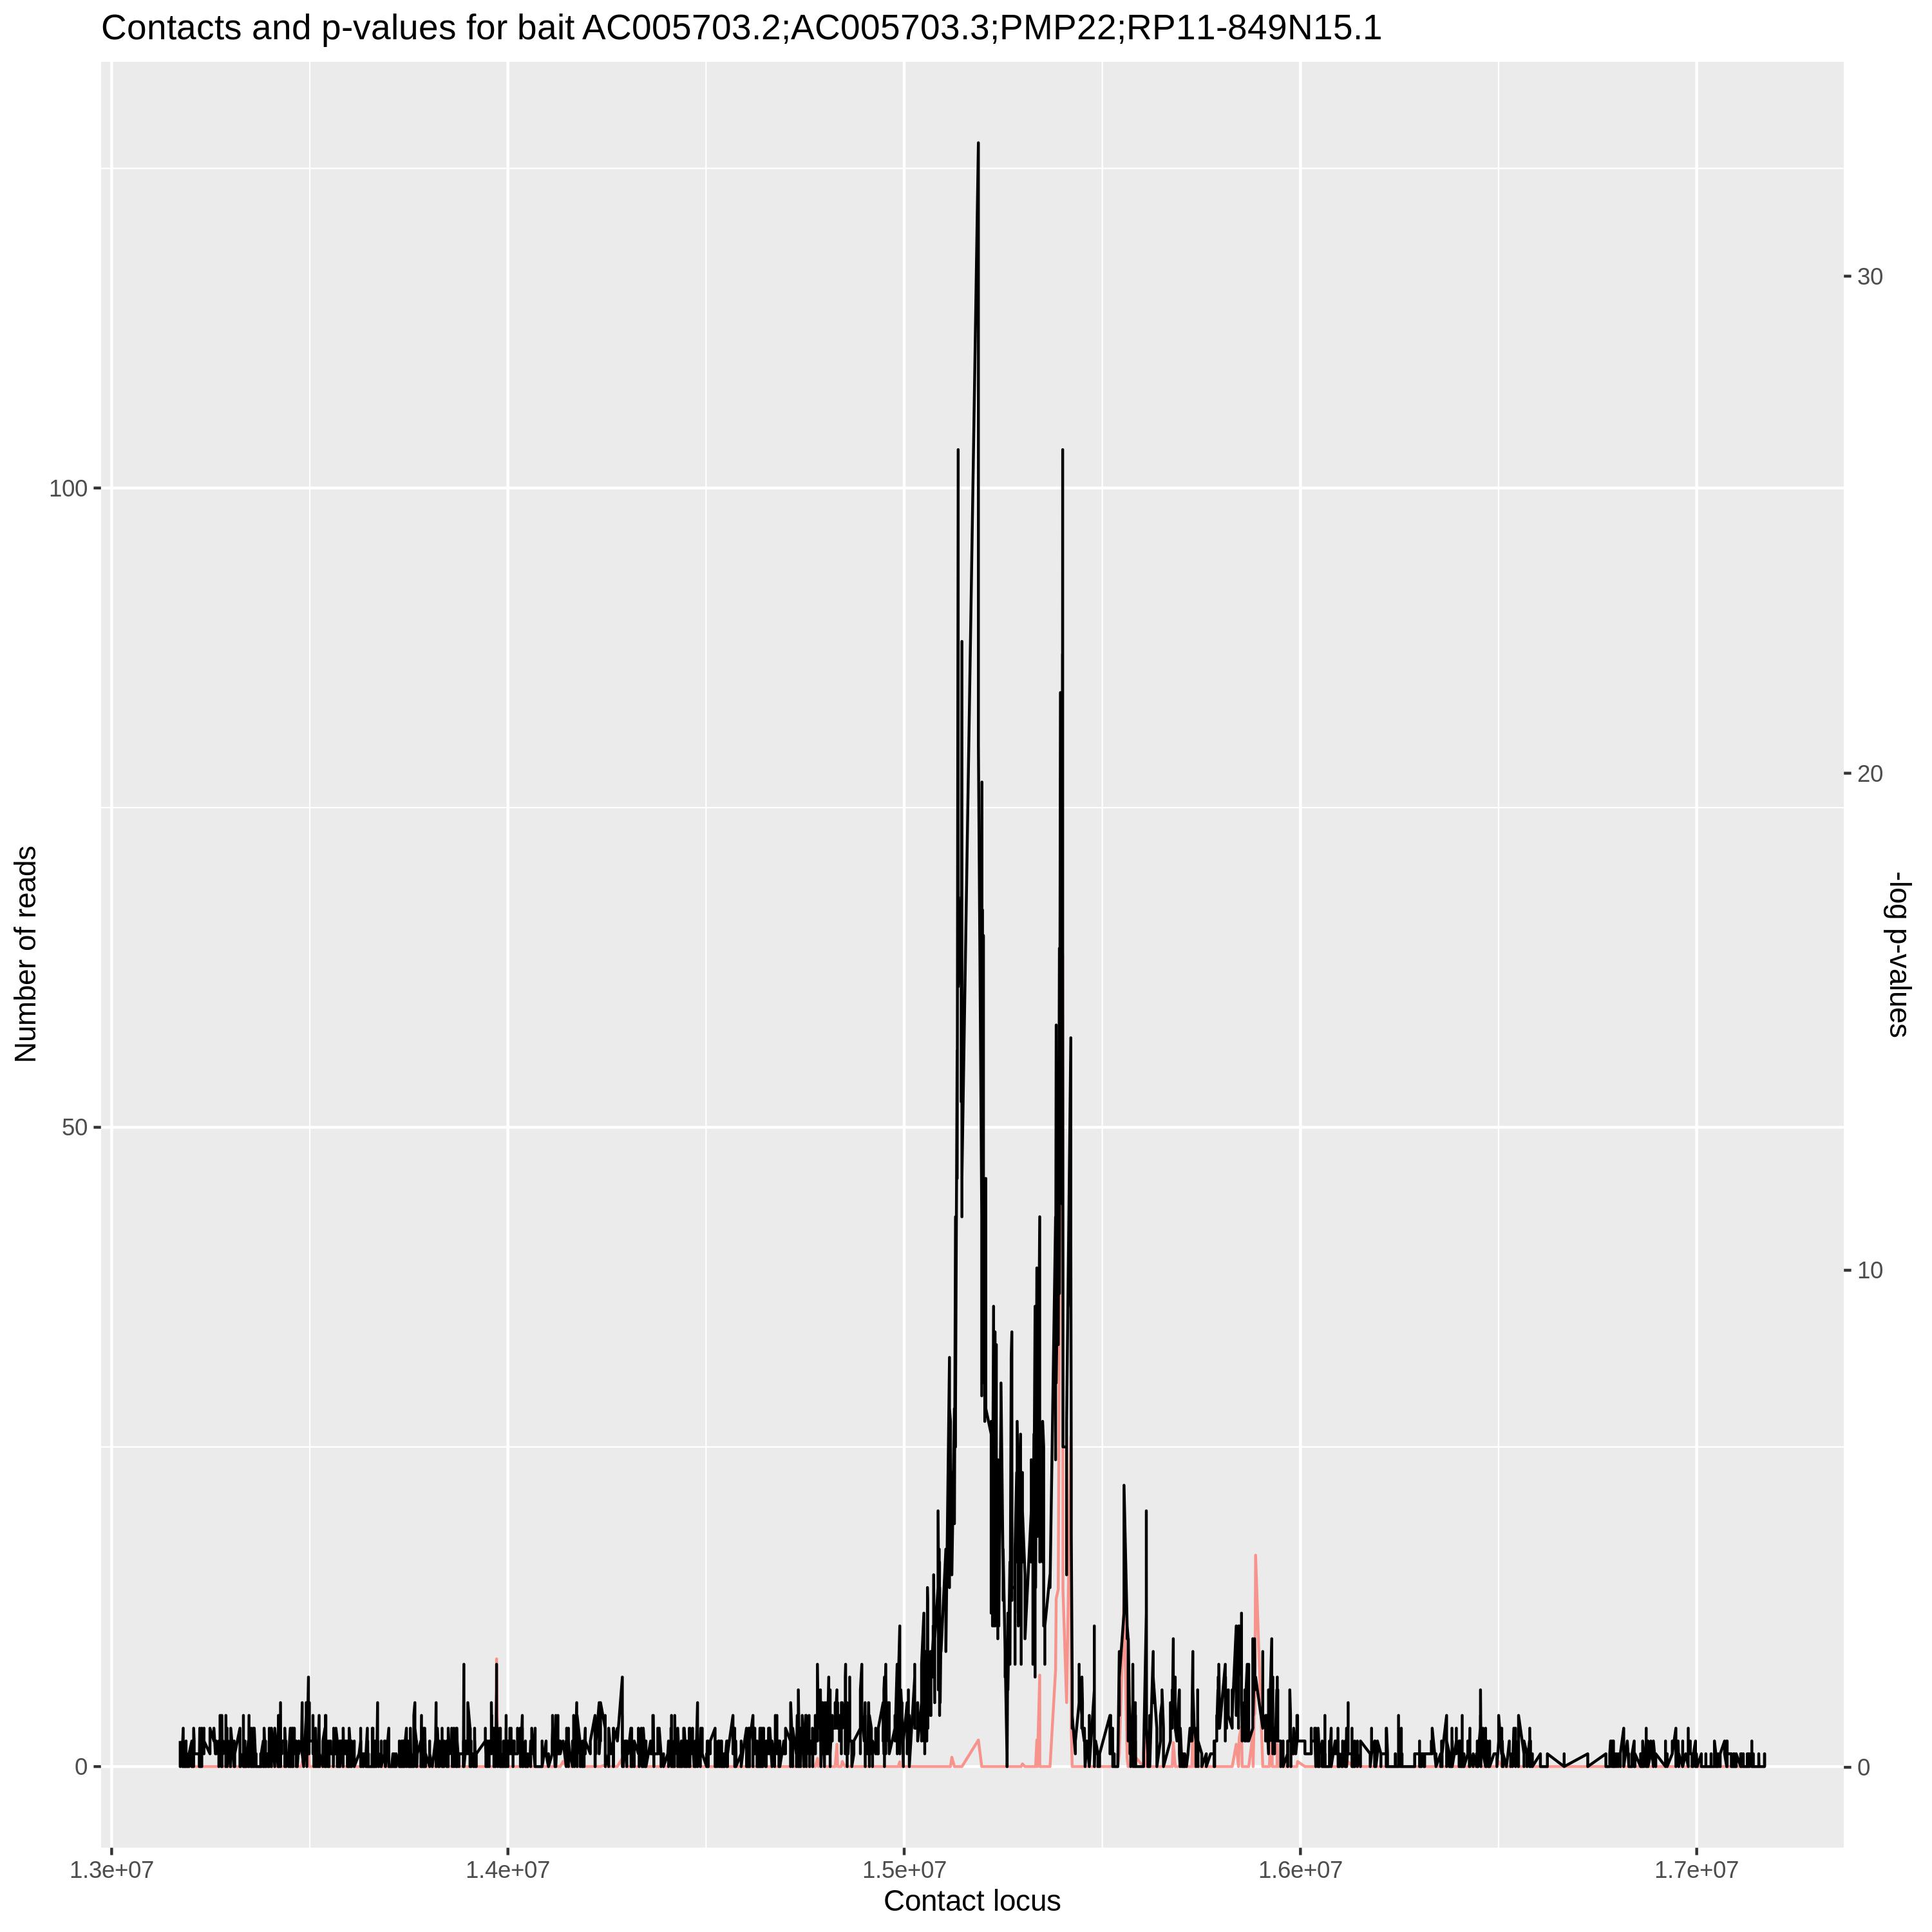 Contacts and p-values for bait AC005703.2;AC005703.3;PMP22;RP11-849N15.1
30
100
20
Number of reads
-log p-values
50
10
0
0
1.3e+07
1.4e+07
1.5e+07
1.6e+07
1.7e+07
Contact locus